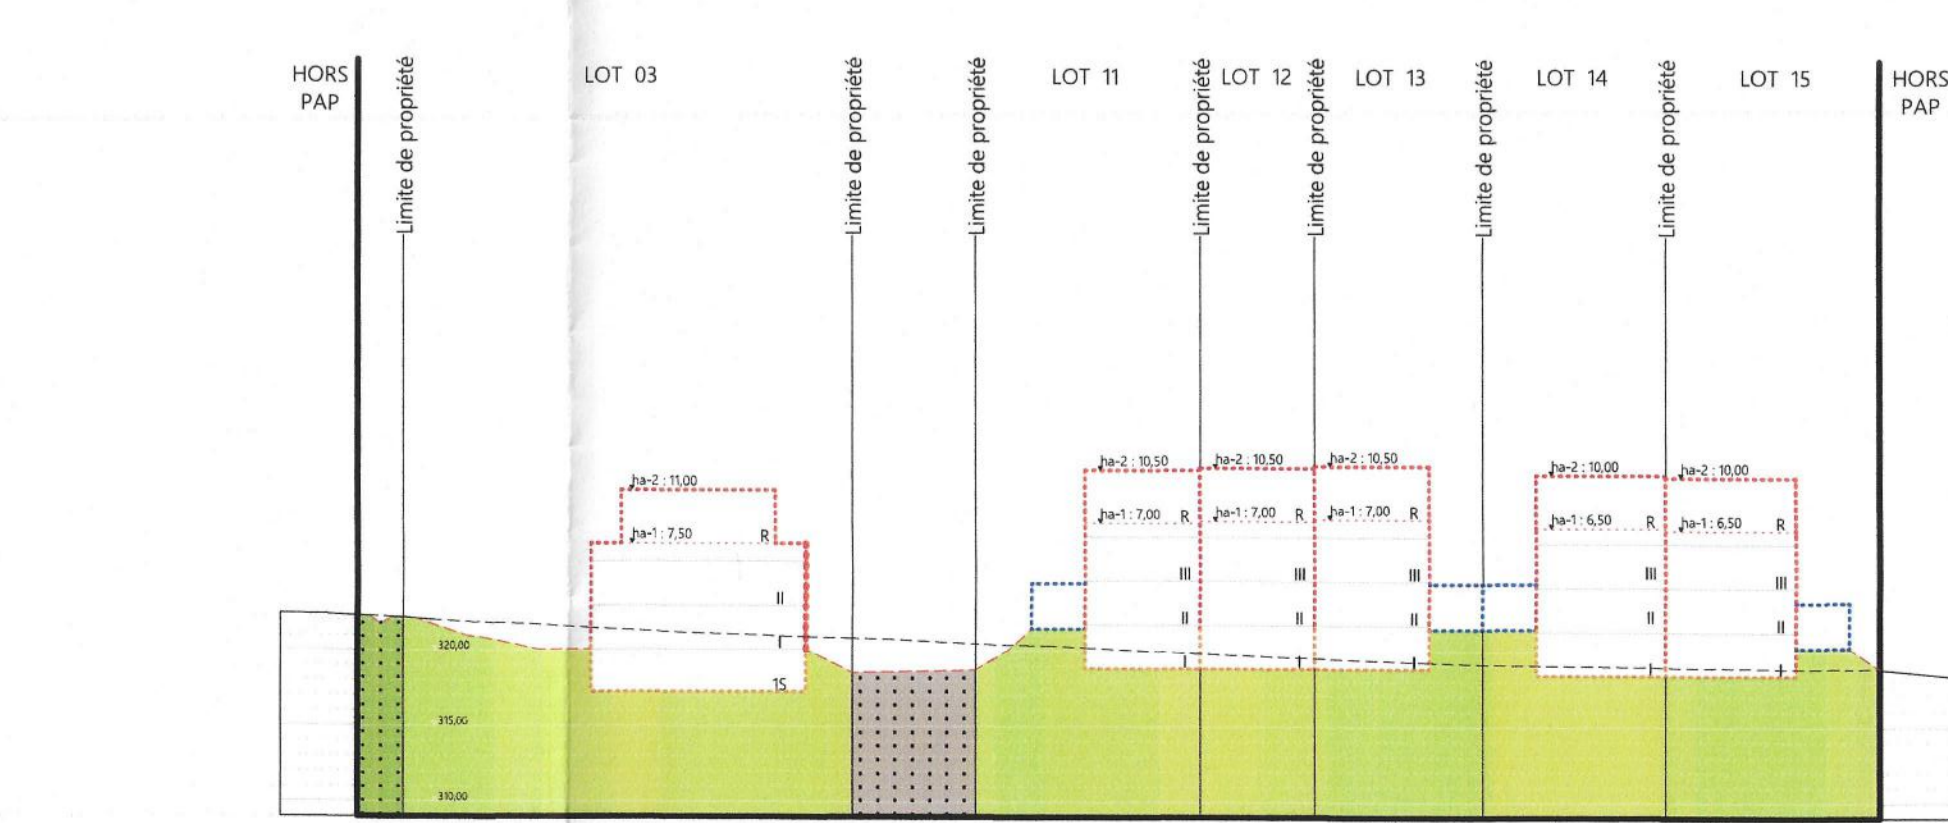 HORS
PAP
Limite de propriété
LOT 03
Limite de propriété
Limite de propriété
LOT 11
Limite de propriété
LOT 12
Limite de propriété
LOT 13
Limite de propriété
LOT 14
Limite de propriété
LOT 15
HORS
PAP
ha-2 : 11,00
ha-1 : 7,50 R
II
I
1S
ha-2 : 10,50
ha-1 : 7,00 R
III
II
I
ha-2 : 10,50
ha-1 : 7,00 R
III
II
I
ha-2 : 10,50
ha-1 : 7,00 R
III
II
I
ha-2 : 10,00
ha-1 : 6,50 R
III
II
I
ha-2 : 10,00
ha-1 : 6,50 R
III
II
I
320,00
315,00
310,00